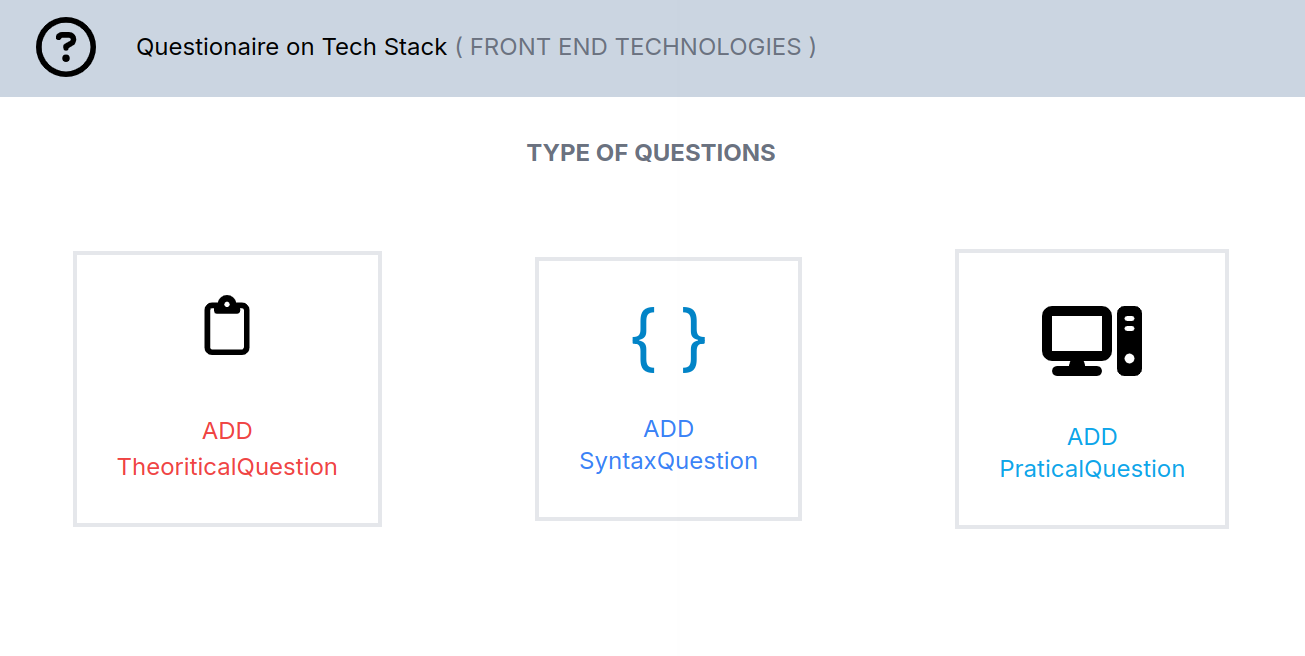 Questionaire on Tech Stack ( FRONT END TECHNOLOGIES )
TYPE OF QUESTIONS
ADD
TheoriticalQuestion
{ }
ADD
SyntaxQuestion
ADD
PraticalQuestion